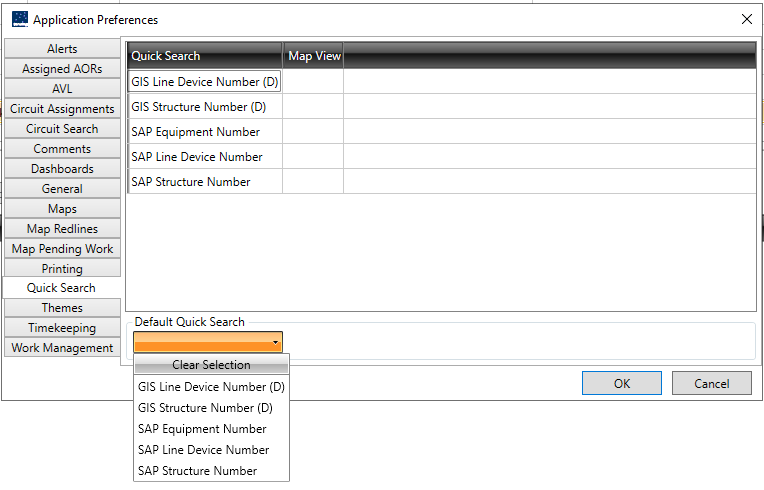 Application Preferences
Alerts
Assigned AORs
AVL
Circuit Assignments
Circuit Search
Comments
Dashboards
General
Maps
Map Redlines
Map Pending Work
Printing
Quick Search
Themes
Timekeeping
Work Management
Quick Search Map View
GIS Line Device Number (D)
GIS Structure Number (D)
SAP Equipment Number
SAP Line Device Number
SAP Structure Number
Default Quick Search
Clear Selection
GIS Line Device Number (D)
GIS Structure Number (D)
SAP Equipment Number
SAP Line Device Number
SAP Structure Number
OK Cancel